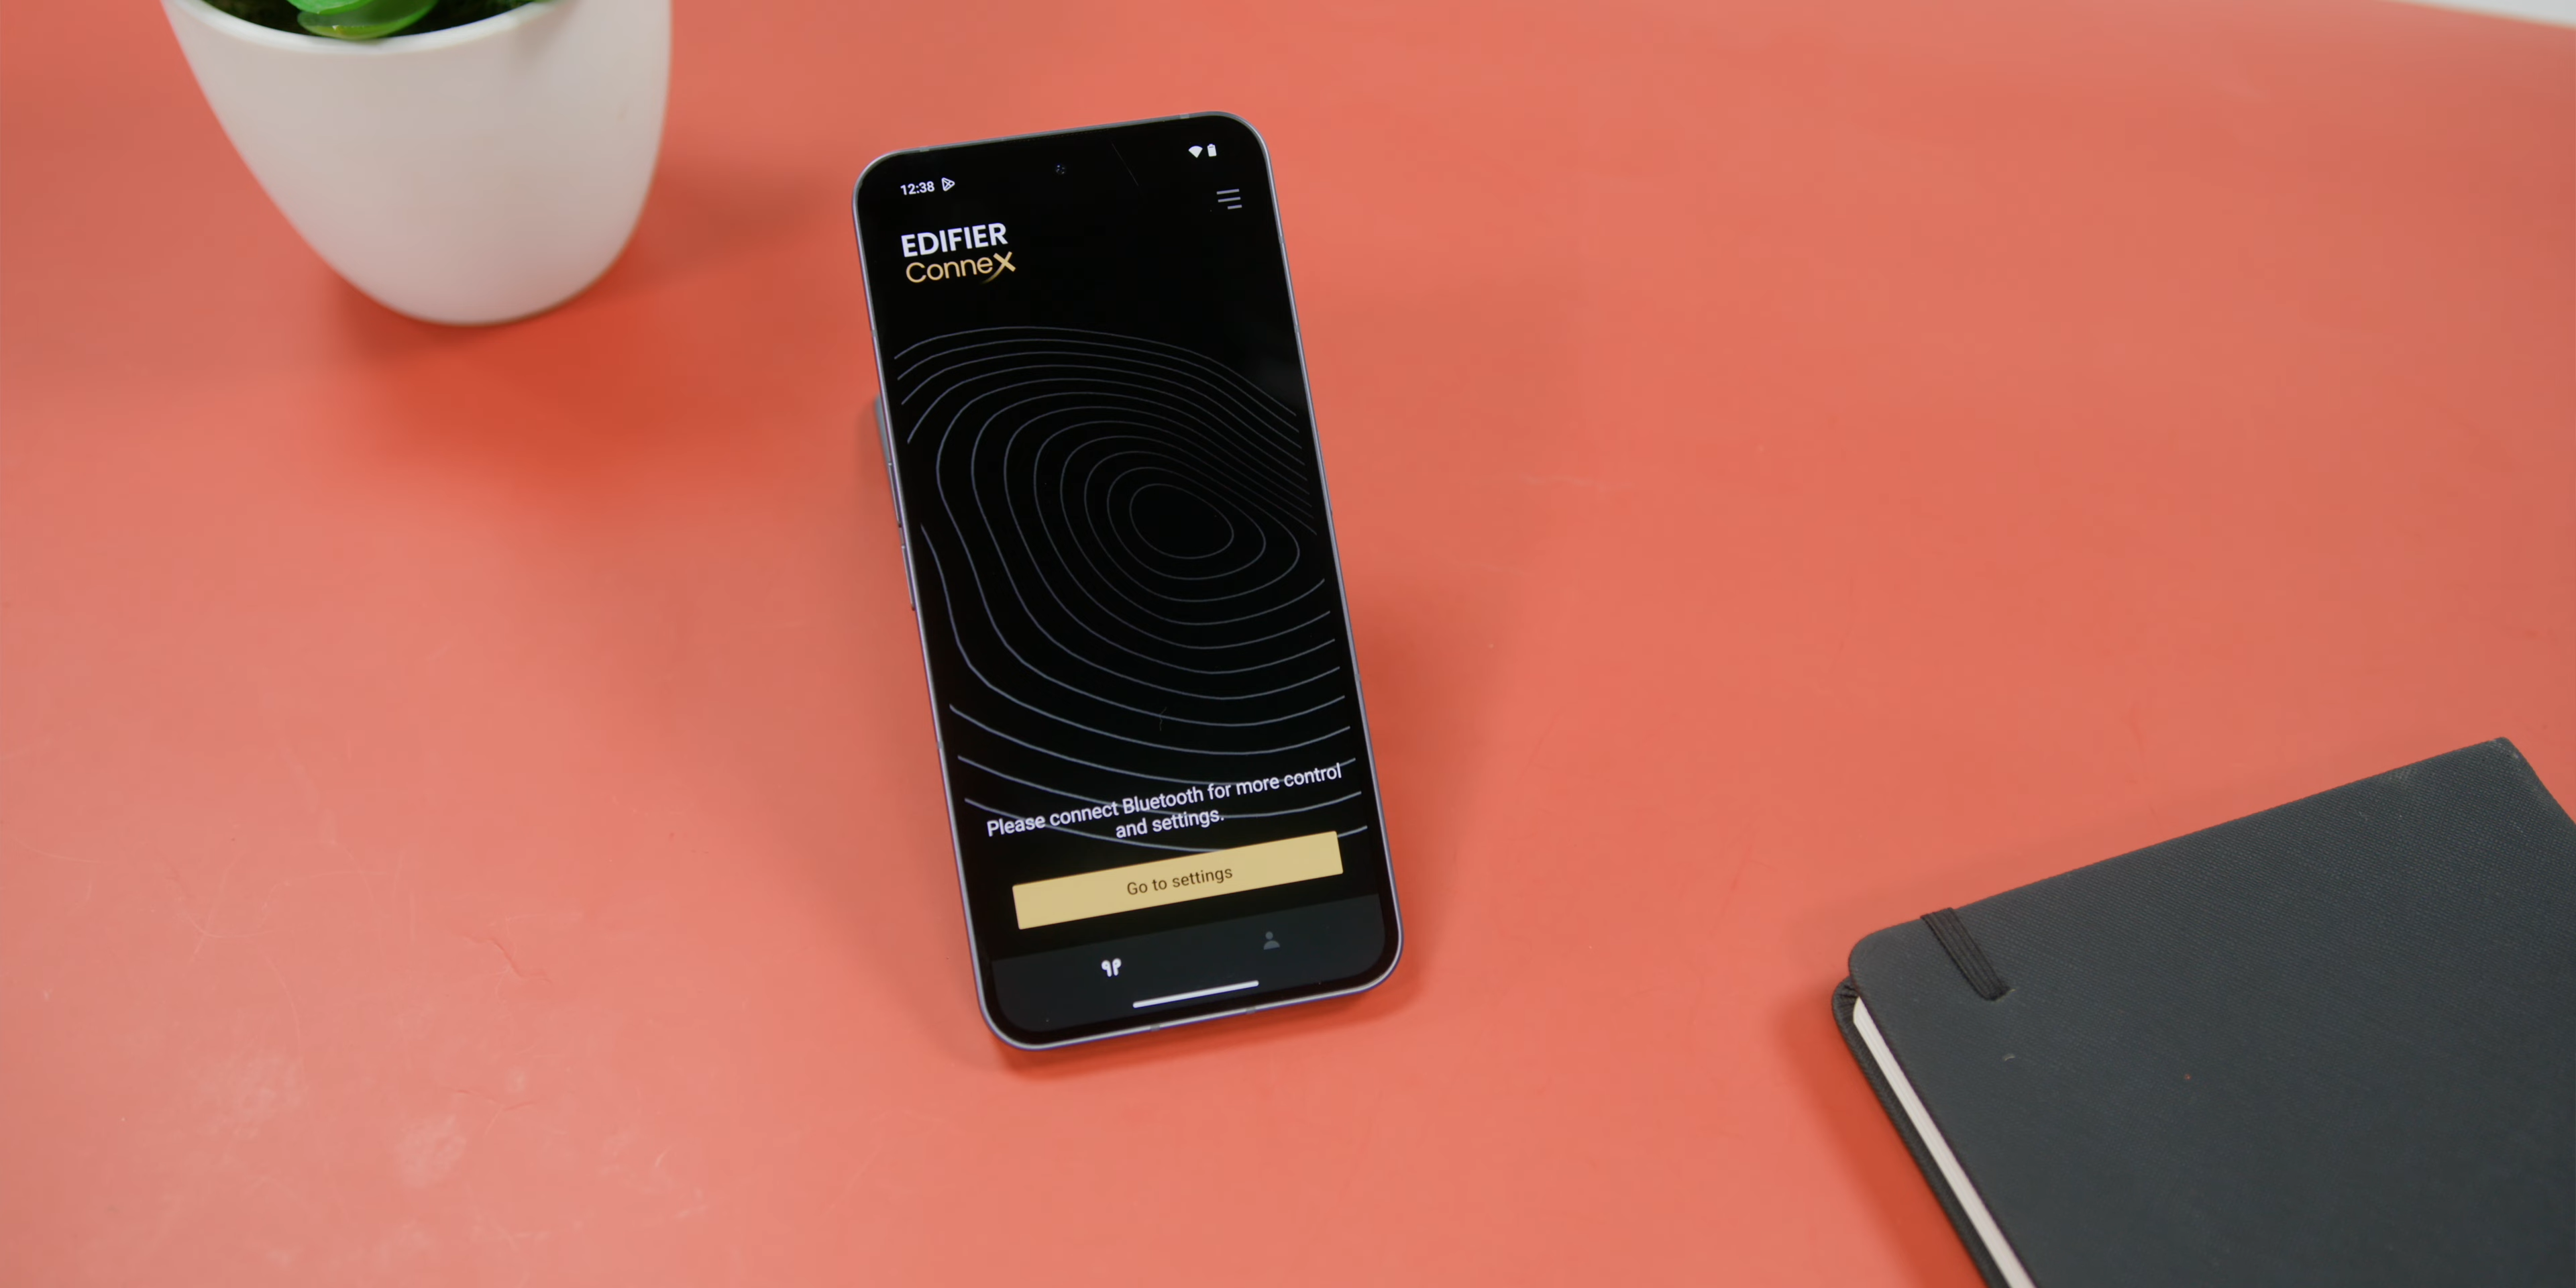 12:38
EDIFIER
ConneX
Please connect Bluetooth for more control
and settings.
Go to settings